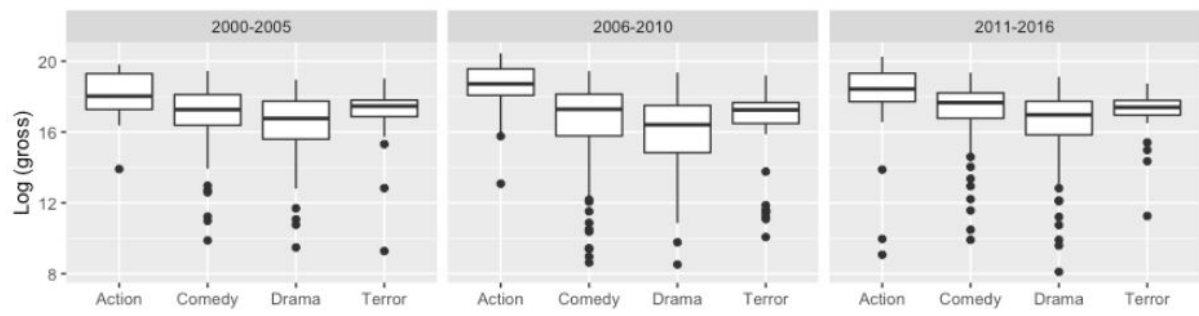 2000-2005 2006-2010 2011-2016
20
16
12
8
Log (gross)
Action Comedy Drama Terror Action Comedy Drama Terror Action Comedy Drama Terror